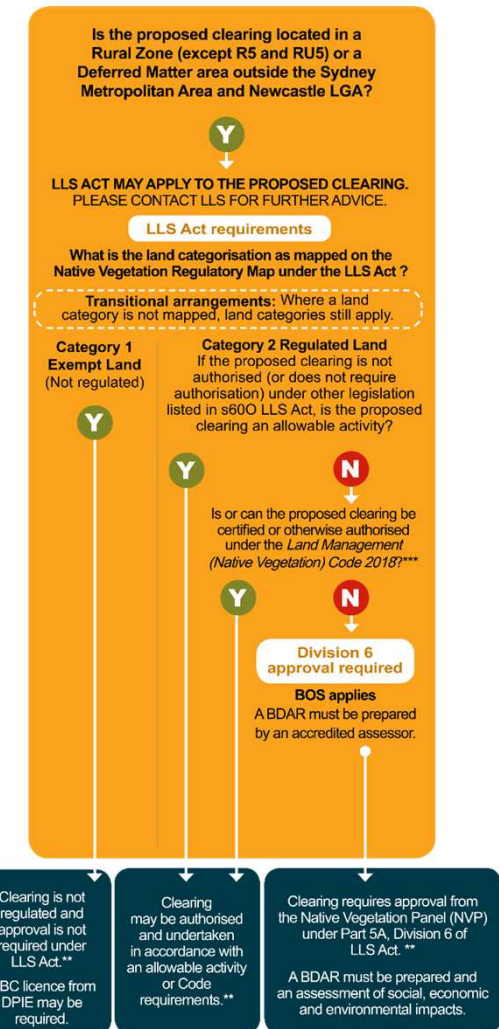 Is the proposed clearing located in a
Rural Zone (except R5 and RU5) or a
Deferred Matter area outside the Sydney
Metropolitan Area and Newcastle LGA?
Y
LLS ACT MAY APPLY TO THE PROPOSED CLEARING.
PLEASE CONTACT LLS FOR FURTHER ADVICE.
LLS Act requirements
What is the land categorisation as mapped on the
Native Vegetation Regulatory Map under the LLS Act ?
Transitional arrangements: Where a land
category is not mapped, land categories still apply.
Category 1
Exempt Land
(Not regulated)
Y
Category 2 Regulated Land
If the proposed clearing is not
authorised (or does not require
authorisation) under other legislation
listed in s60O LLS Act, is the proposed
clearing an allowable activity?
Y
N
Is or can the proposed clearing be
certified or otherwise authorised
under the Land Management
(Native Vegetation) Code 2018?***
Y
N
Division 6
approval required
BOS applies
A BDAR must be prepared
by an accredited assessor.
Clearing is not
regulated and
approval is not
required under
LLS Act.**
BC licence from
DPIE may be
required.
Clearing
may be authorised
and undertaken
in accordance with
an allowable activity
or Code
requirements.**
Clearing requires approval from
the Native Vegetation Panel (NVP)
under Part 5A, Division 6 of
LLS Act. **
A BDAR must be prepared and
an assessment of social, economic
and environmental impacts.